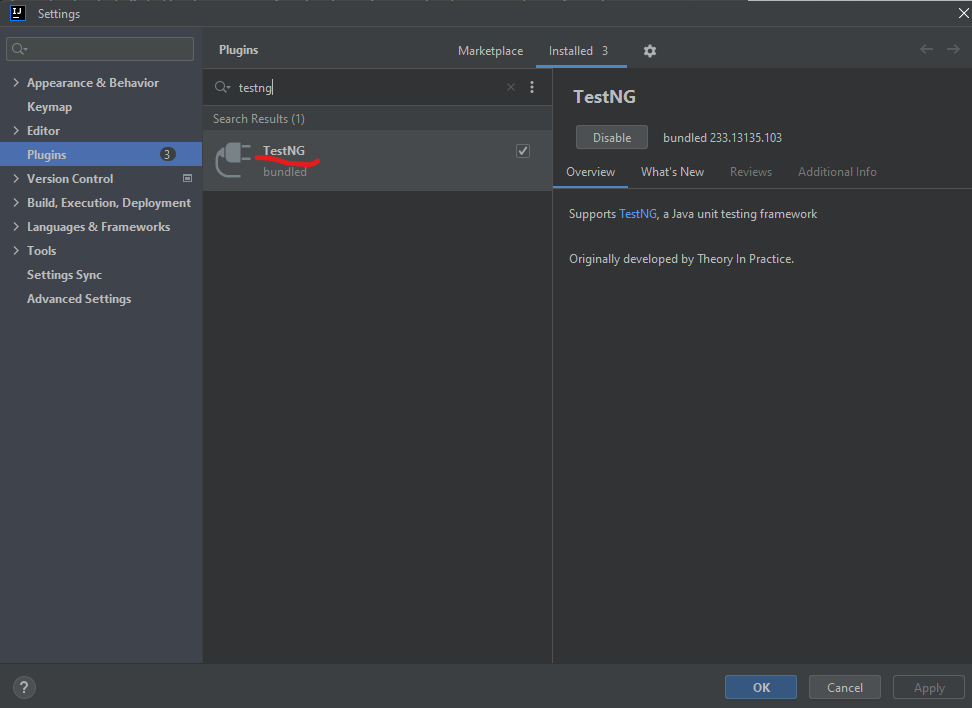 IJ Settings
Plugins Marketplace Installed 3
testng
Search Results (1)
TestNG
bundled
Appearance & Behavior
Keymap
Editor
Plugins 3
Version Control
Build, Execution, Deployment
Languages & Frameworks
Tools
Settings Sync
Advanced Settings
TestNG
Disable bundled 233.13135.103
Overview What's New Reviews Additional Info
Supports TestNG, a Java unit testing framework
Originally developed by Theory In Practice.
? OK Cancel Apply